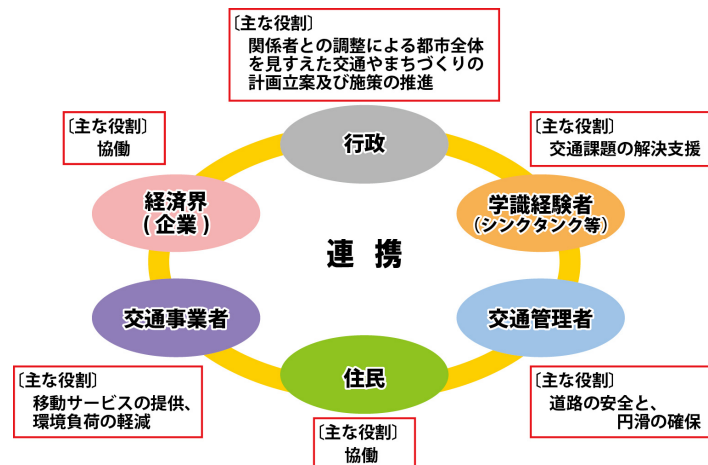 〔主な役割〕
関係者との調整による都市全体
を見すえた交通やまちづくりの
計画立案及び施策の推進
〔主な役割〕
協働
行政
〔主な役割〕
交通課題の解決支援
経済界
(企業)
学識経験者
(シンクタンク等)
連携
交通事業者
交通管理者
住民
〔主な役割〕
移動サービスの提供、
環境負荷の軽減
〔主な役割〕
協働
〔主な役割〕
道路の安全と、
円滑の確保